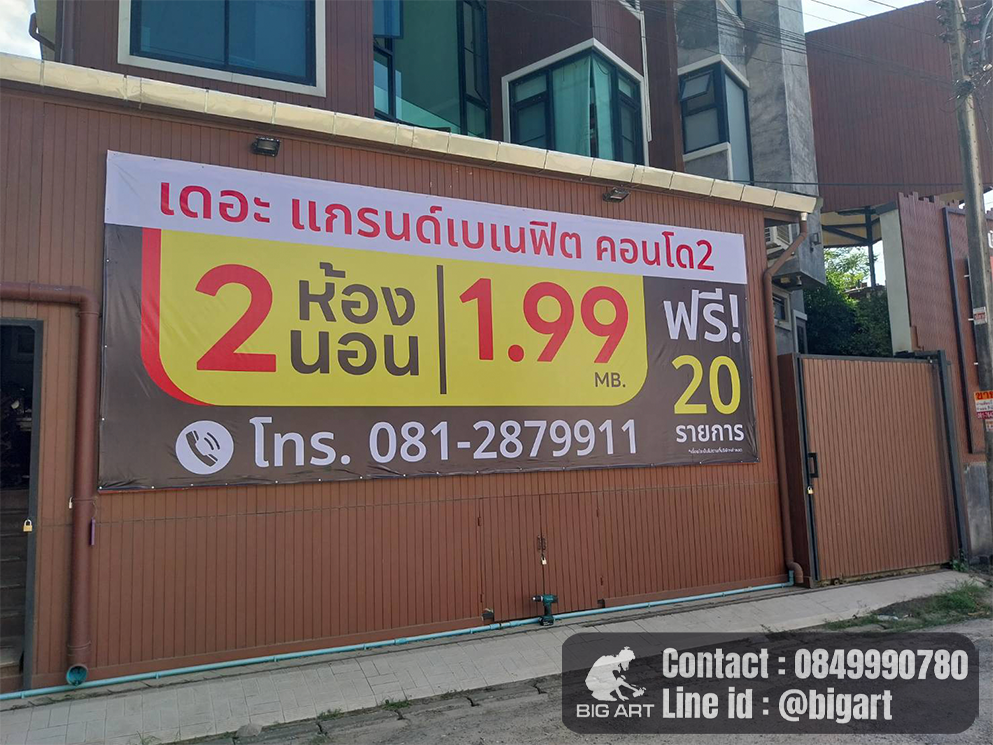 เดอะ แกรนด์เบเนฟิต คอนโด2
2 ห้องนอน
1.99
MB.
ฟรี!
20
รายการ
โทร. 081-2879911
BIG ART
Contact : 0849990780
Line id : @bigart